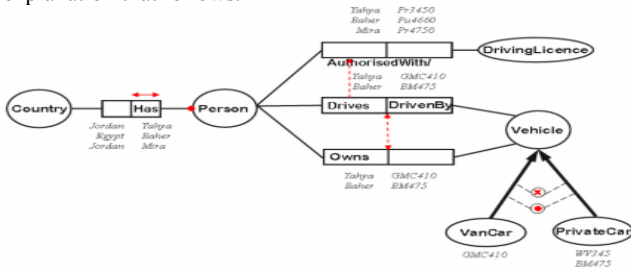 Yahya Pr3450
Baher Pu4660
Mira Pr4750
DrivingLicence
AuthorisedWith/
Yahya GMC410
Baher BM475
Country
Has
Person
Drives
DrivenBy
Jordan Yahya
Egypt Baher
Jordan Mira
Vehicle
Owns
Yahya GMC410
Baher BM475
VanCar
PrivateCar
GMC410
WV345
BM475